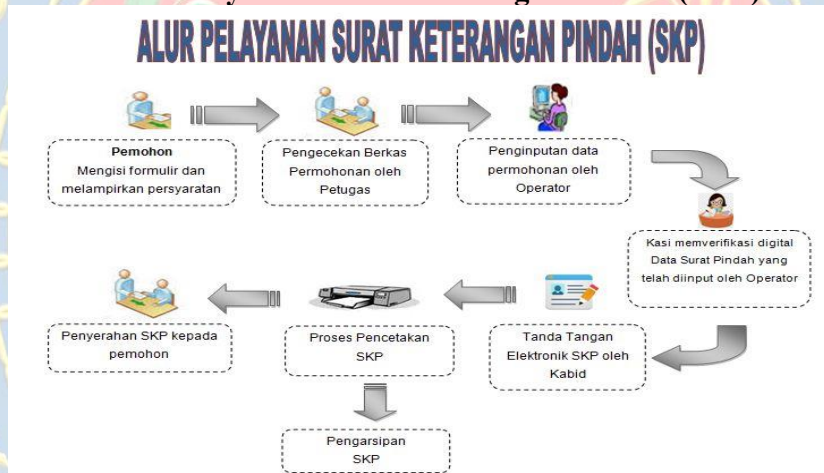 ALUR PELAYANAN SURAT KETERANGAN PINDAH (SKP)
Pemohon
Mengisi formulir dan
melampirkan persyaratan
Pengecekan Berkas
Permohonan oleh
Petugas
Penginputan data
permohonan oleh
Operator
Kasi memverifikasi digital
Data Surat Pindah yang
telah diinput oleh Operator
Tanda Tangan
Elektronik SKP oleh
Kabid
Proses Pencetakan
SKP
Penyerahan SKP kepada
pemohon
Pengarsipan
SKP